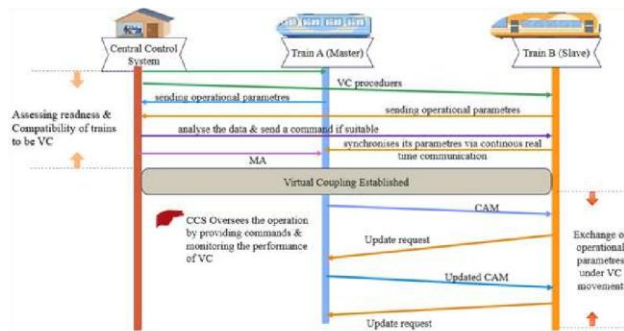 Central Control
System
Train A (Master)
Train B (Slave)
VC proceduers
sending operational parametres
sending operational parametres
Assessing readness &
Compatibility of trains
to be VC
analyse the data & send a command if suitable
synchronises its parametres via continous real
time communication
MA
Virtual Coupling Established
CCS Oversees the operation
by providing commands &
monitoring the performance
of VC
CAM
Update request
Exchange o
operational
parametres
under VC
movement
Updated CAM
Update request